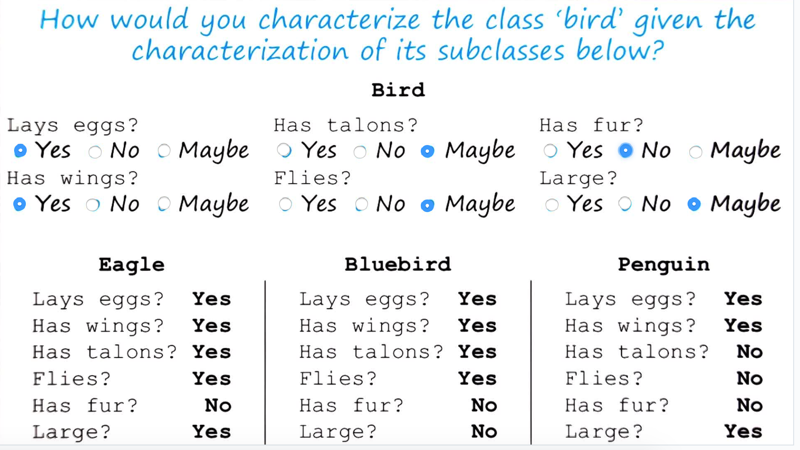 How would you characterize the class ‘bird’ given the
characterization of its subclasses below?
Bird
Lays eggs? Has talons? Has fur?
Yes No Maybe Yes No Maybe Yes No Maybe
Has wings? Flies? Large?
Yes No Maybe Yes No Maybe Yes No Maybe
Eagle Bluebird Penguin
Lays eggs? Yes Lays eggs? Yes Lays eggs? Yes
Has wings? Yes Has wings? Yes Has wings? Yes
Has talons? Yes Has talons? Yes Has talons? No
Flies? Yes Flies? Yes Flies? No
Has fur? No Has fur? No Has fur? No
Large? Yes Large? No Large? Yes